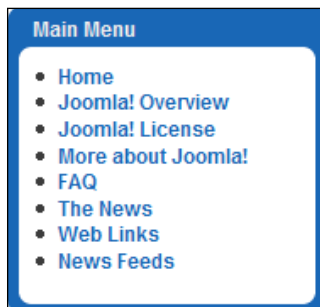 Main Menu
Home
Joomla! Overview
Joomla! License
More about Joomla!
FAQ
The News
Web Links
News Feeds